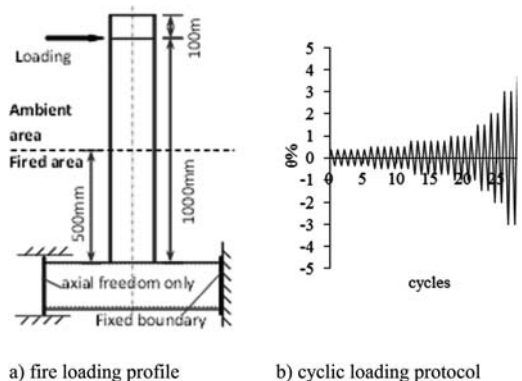 100mm
Loading
Ambient
area
Fired area
500mm
1000mm
axial freedom only
Fixed boundary
5
4
3
2
1
0
-1
-2
-3
-4
-5
θ%
0 5 10 15 20 25
cycles
a) fire loading profile
b) cyclic loading protocol